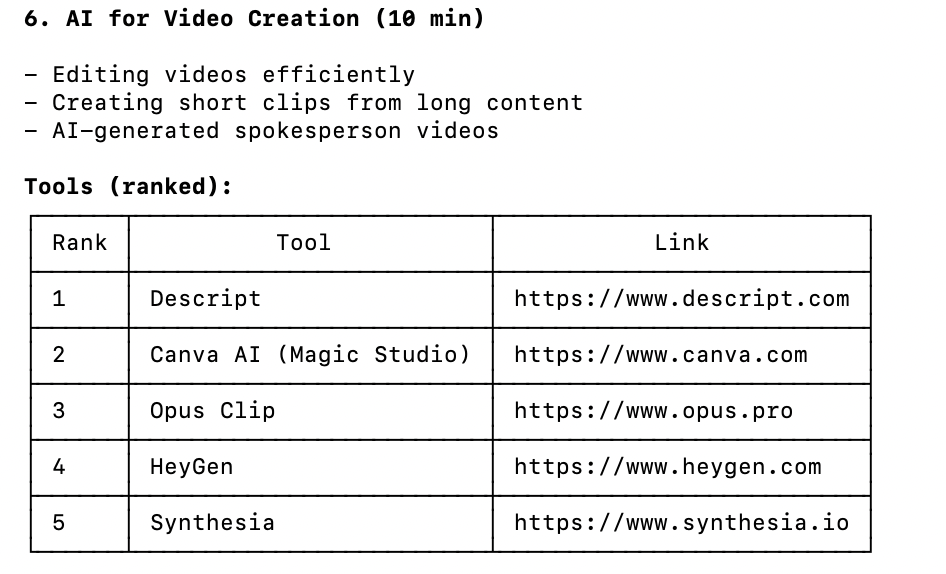 6. AI for Video Creation (10 min)
– Editing videos efficiently
– Creating short clips from long content
– AI–generated spokesperson videos
Tools (ranked):
Rank Tool Link
1 Descript https://www.descript.com
2 Canva AI (Magic Studio) https://www.canva.com
3 Opus Clip https://www.opus.pro
4 HeyGen https://www.heygen.com
5 Synthesia https://www.synthesia.io